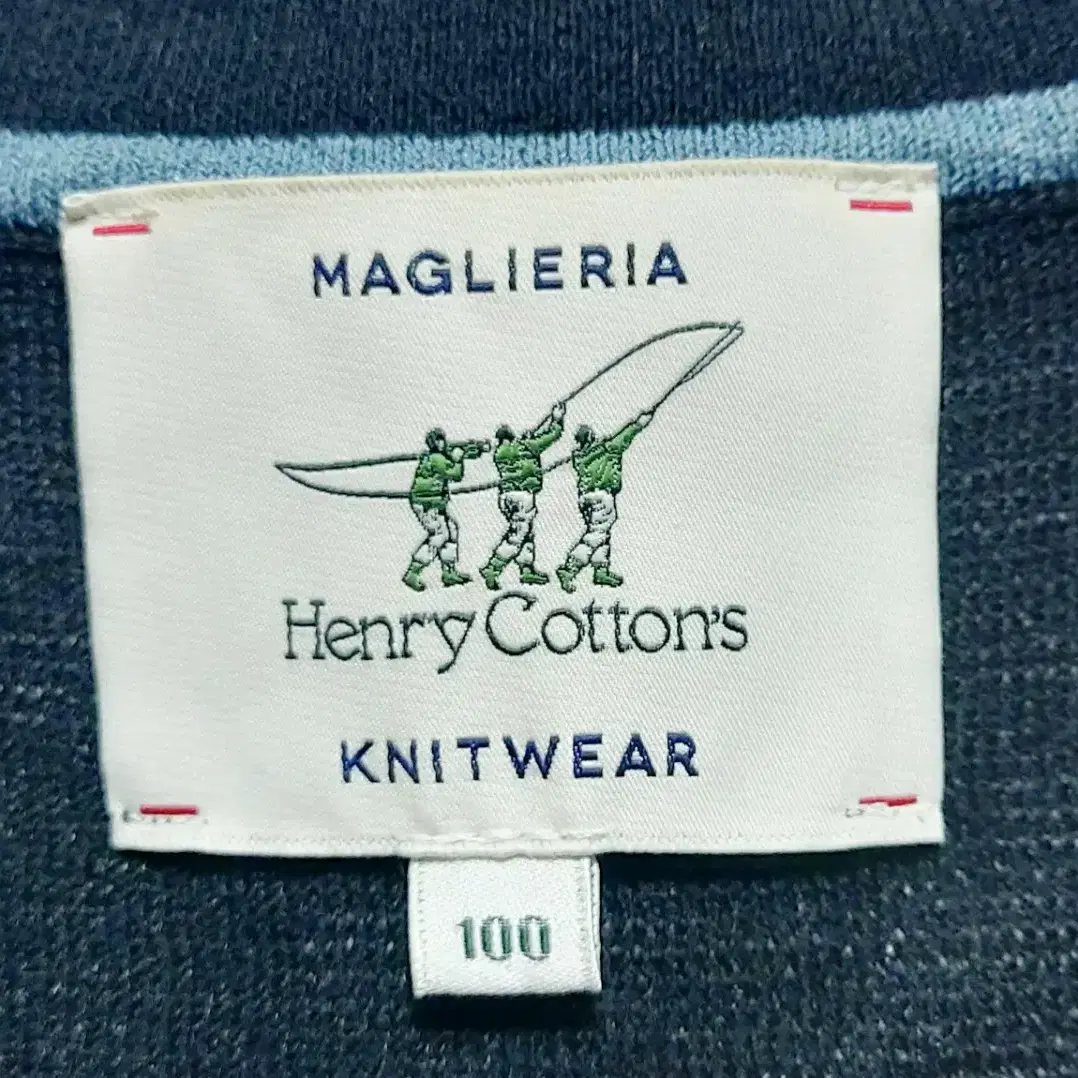 MAGLIERIA
Henry Cotton's
KNITWEAR
100